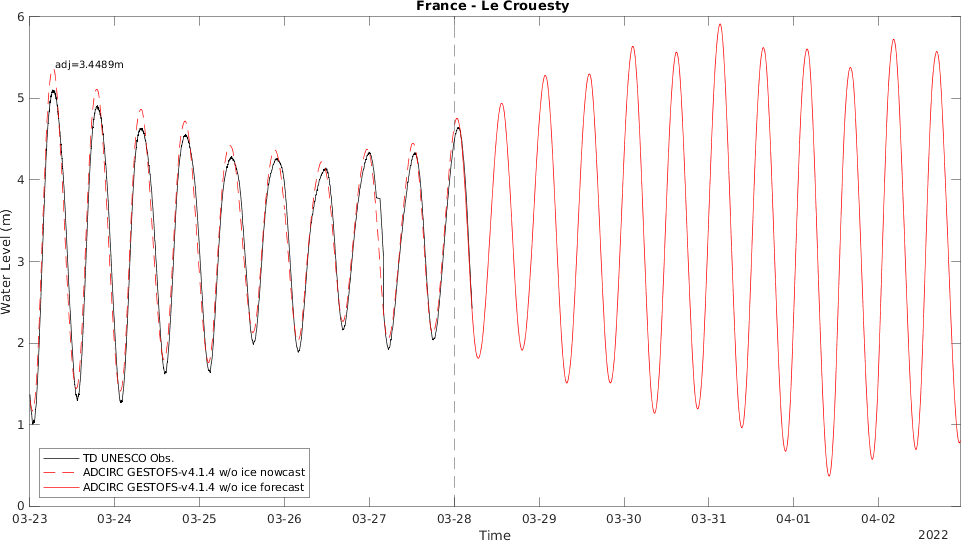 France - Le Crouesty
adj=3.4489m
Water Level (m)
6
5
4
3
2
1
0
TD UNESCO Obs.
ADCIRC GESTOFS-v4.1.4 w/o ice nowcast
ADCIRC GESTOFS-v4.1.4 w/o ice forecast
03-23 03-24 03-25 03-26 03-27 03-28 03-29 03-30 03-31 04-01 04-02
Time
2022